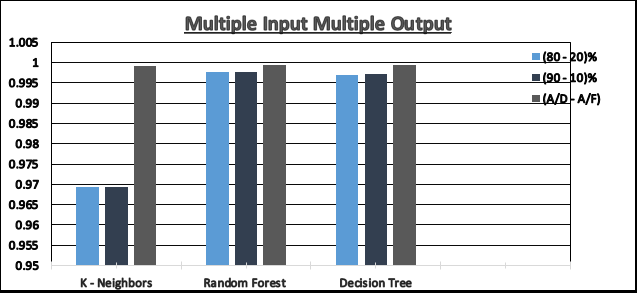 Multiple Input Multiple Output
1.005
1
0.995
0.99
0.985
0.98
0.975
0.97
0.965
0.96
0.955
0.95
(80 - 20)%
(90 - 10)%
(A/D - A/F)
K - Neighbors
Random Forest
Decision Tree